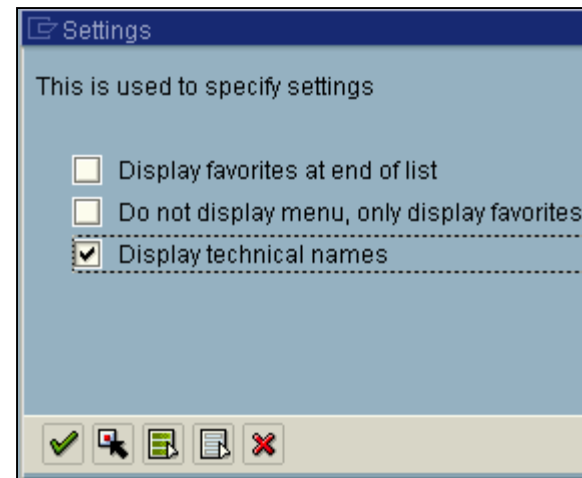 Settings
This is used to specify settings
Display favorites at end of list
Do not display menu, only display favorites
Display technical names